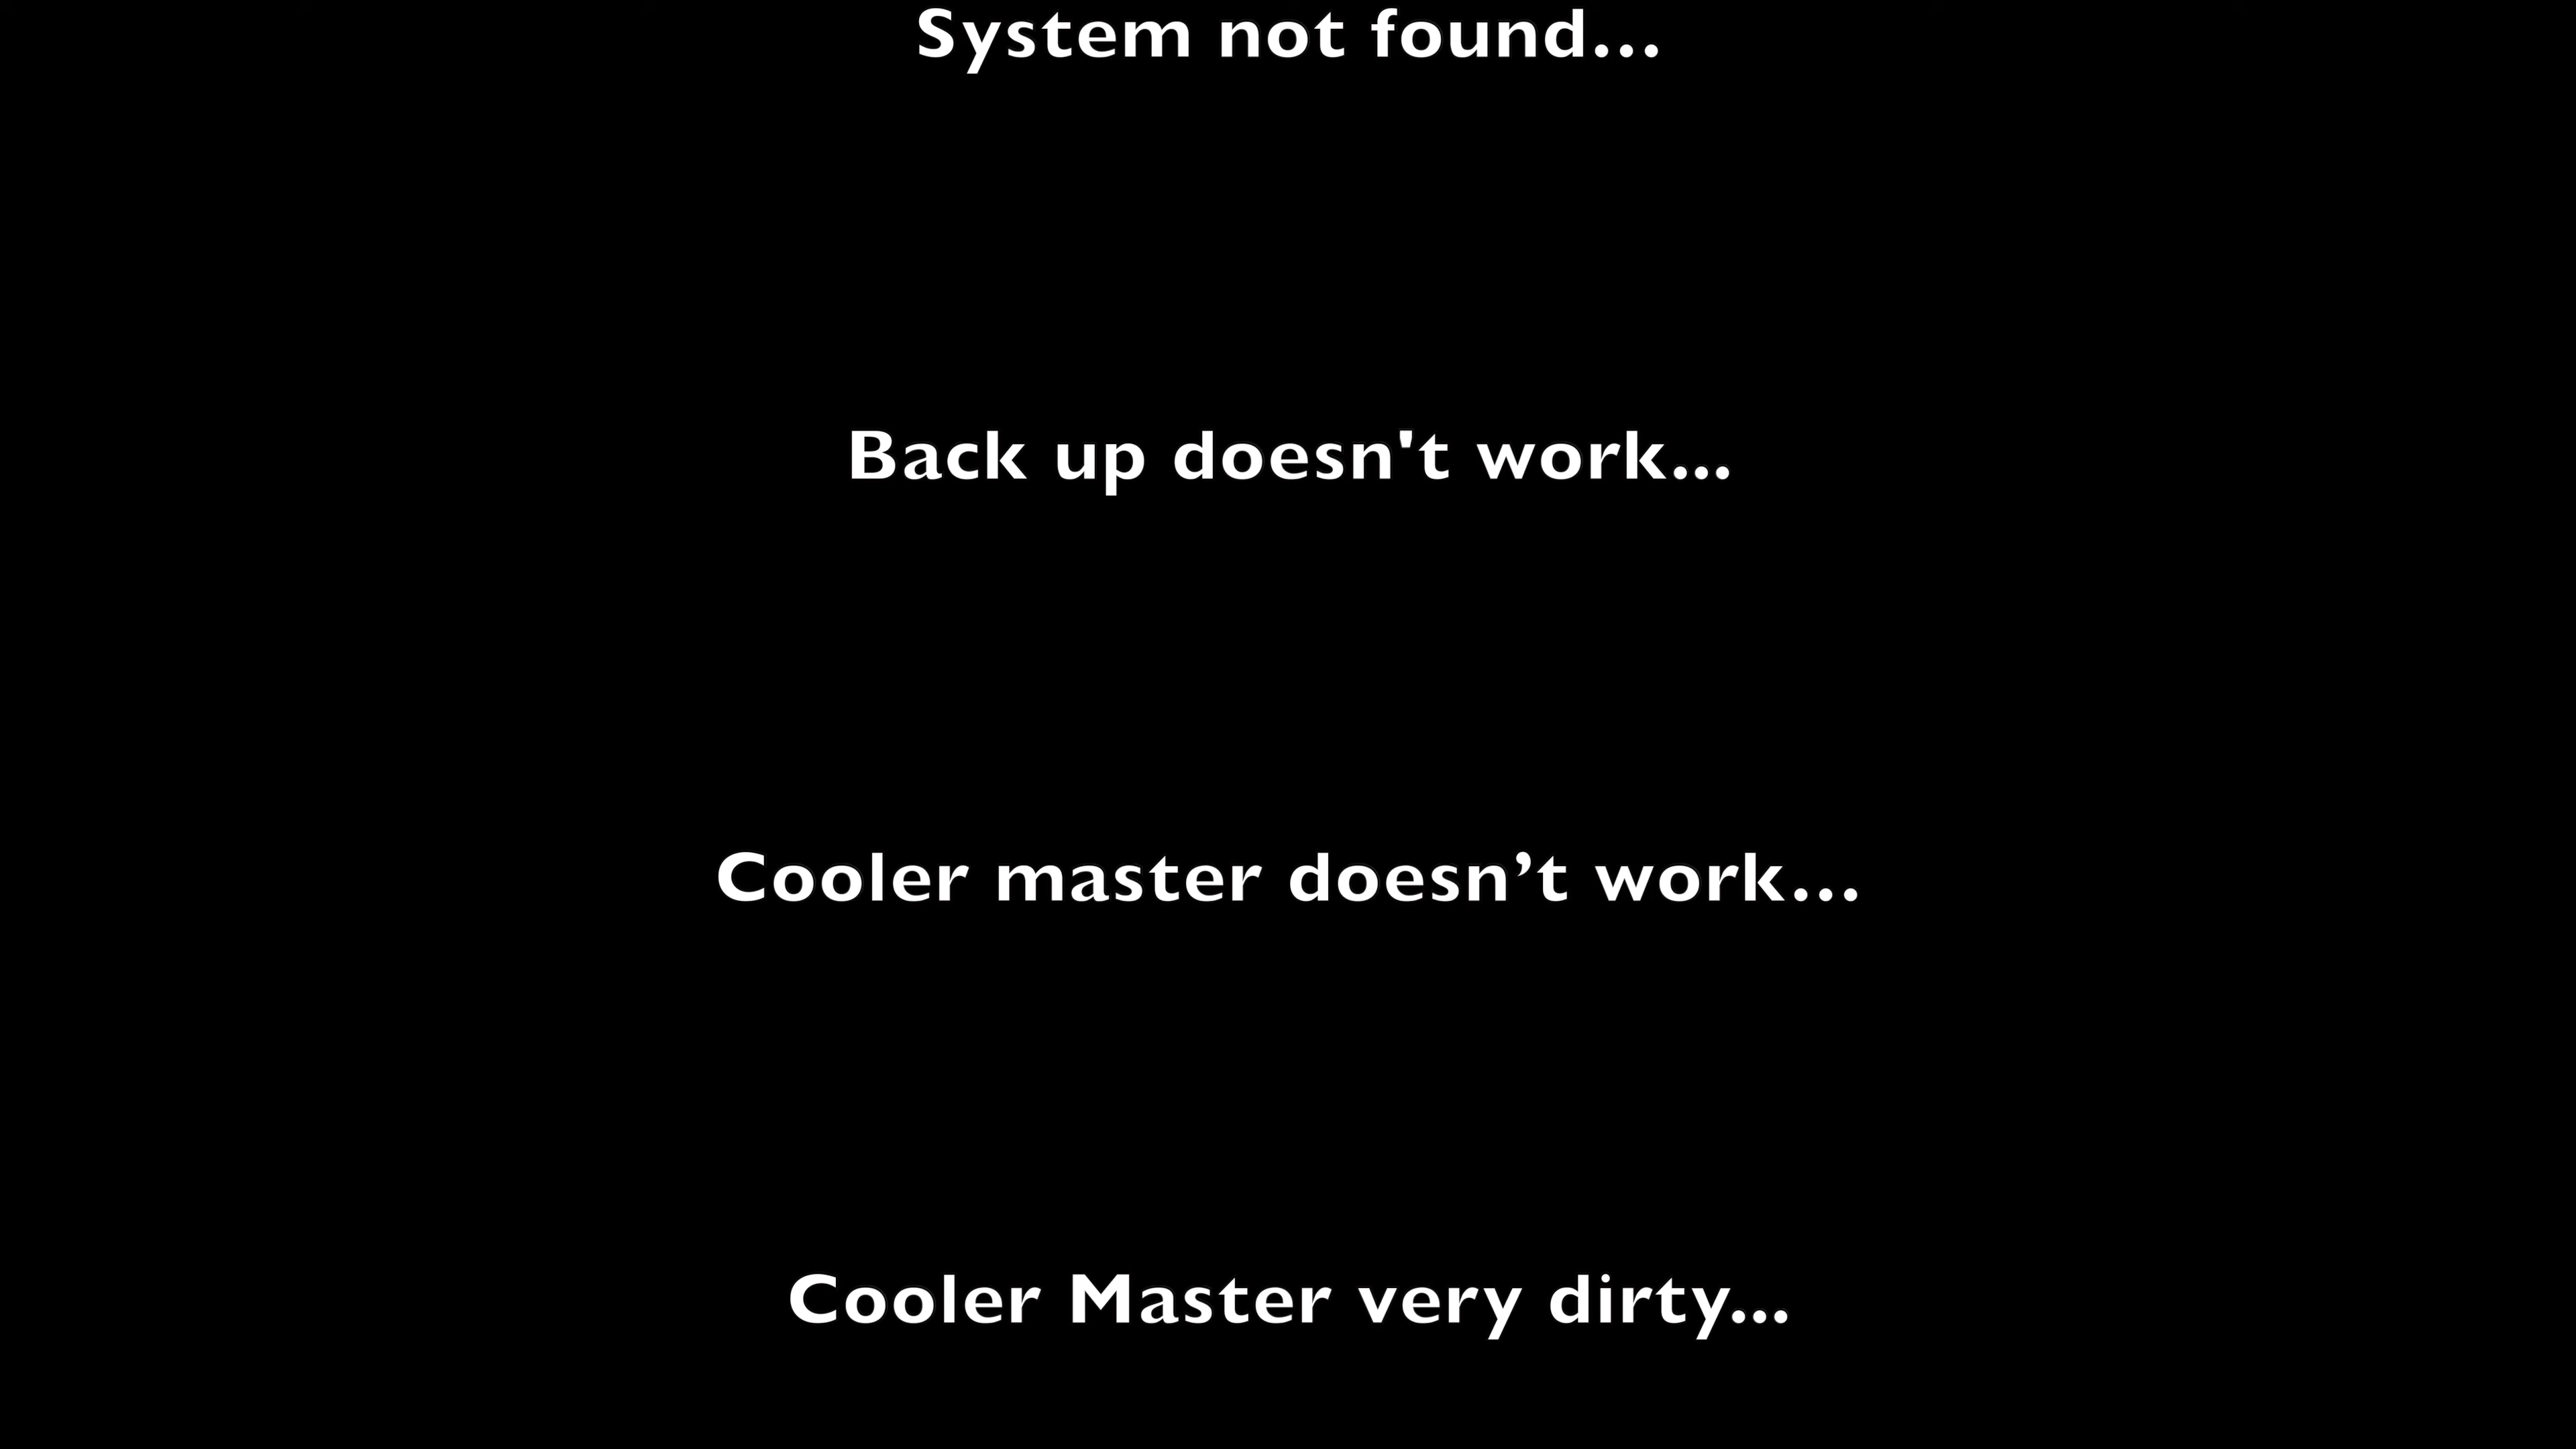 System not found…
Back up doesn't work...
Cooler master doesn’t work…
Cooler Master very dirty...